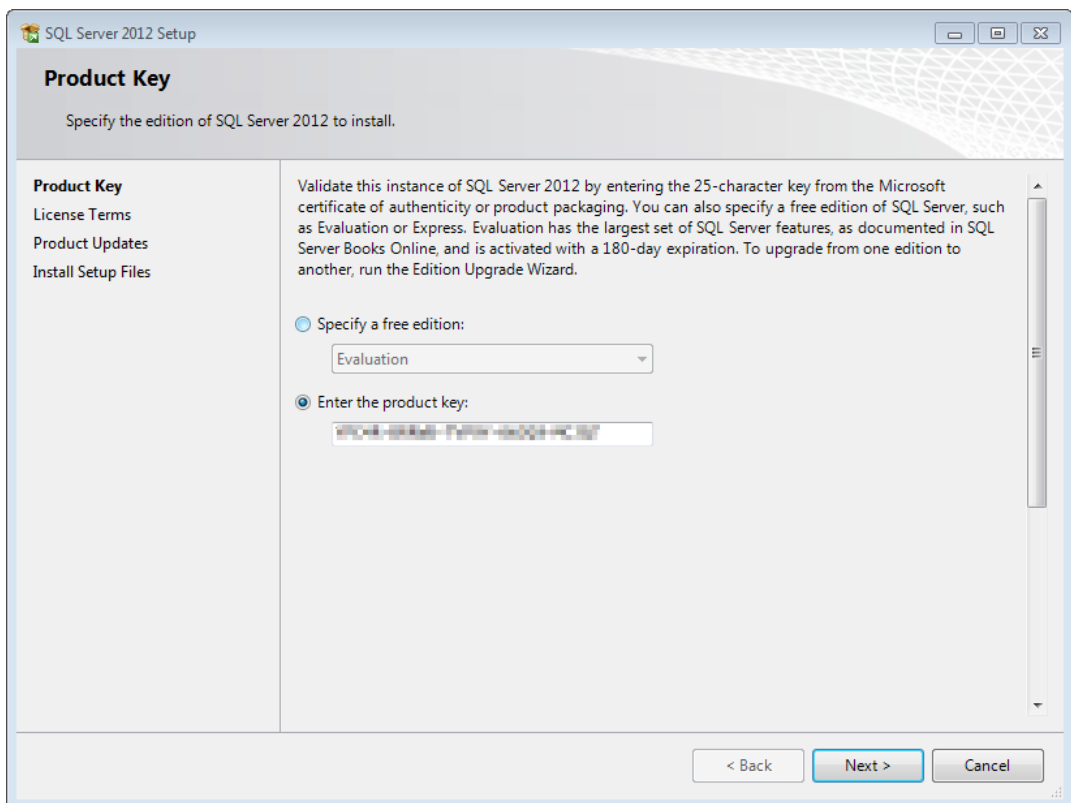 SQL Server 2012 Setup
Product Key
Specify the edition of SQL Server 2012 to install.
Product Key
License Terms
Product Updates
Install Setup Files
Validate this instance of SQL Server 2012 by entering the 25-character key from the Microsoft
certificate of authenticity or product packaging. You can also specify a free edition of SQL Server, such
as Evaluation or Express. Evaluation has the largest set of SQL Server features, as documented in SQL
Server Books Online, and is activated with a 180-day expiration. To upgrade from one edition to
another, run the Edition Upgrade Wizard.
Specify a free edition:
Evaluation
Enter the product key:
< Back
Next >
Cancel